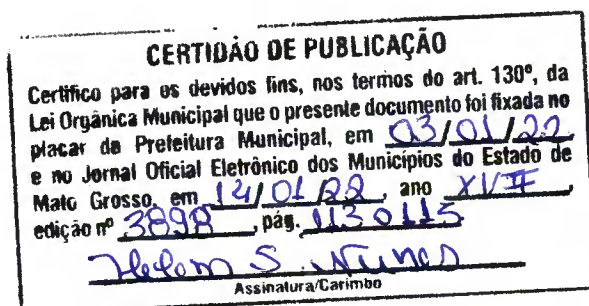 CERTIDÃO DE PUBLICAÇÃO
Certifico para os devidos fins, nos termos do art. 130º, da
Lei Orgânica Municipal que o presente documento foi fixada no
placar da Prefeitura Municipal, em 03/01/22
e no Jornal Oficial Eletrônico dos Municípios do Estado de
Mato Grosso, em 14/01/22, ano XVII,
edição nº 3898, pág. 113 a 115
S. Nunes
Assinatura/Carimbo